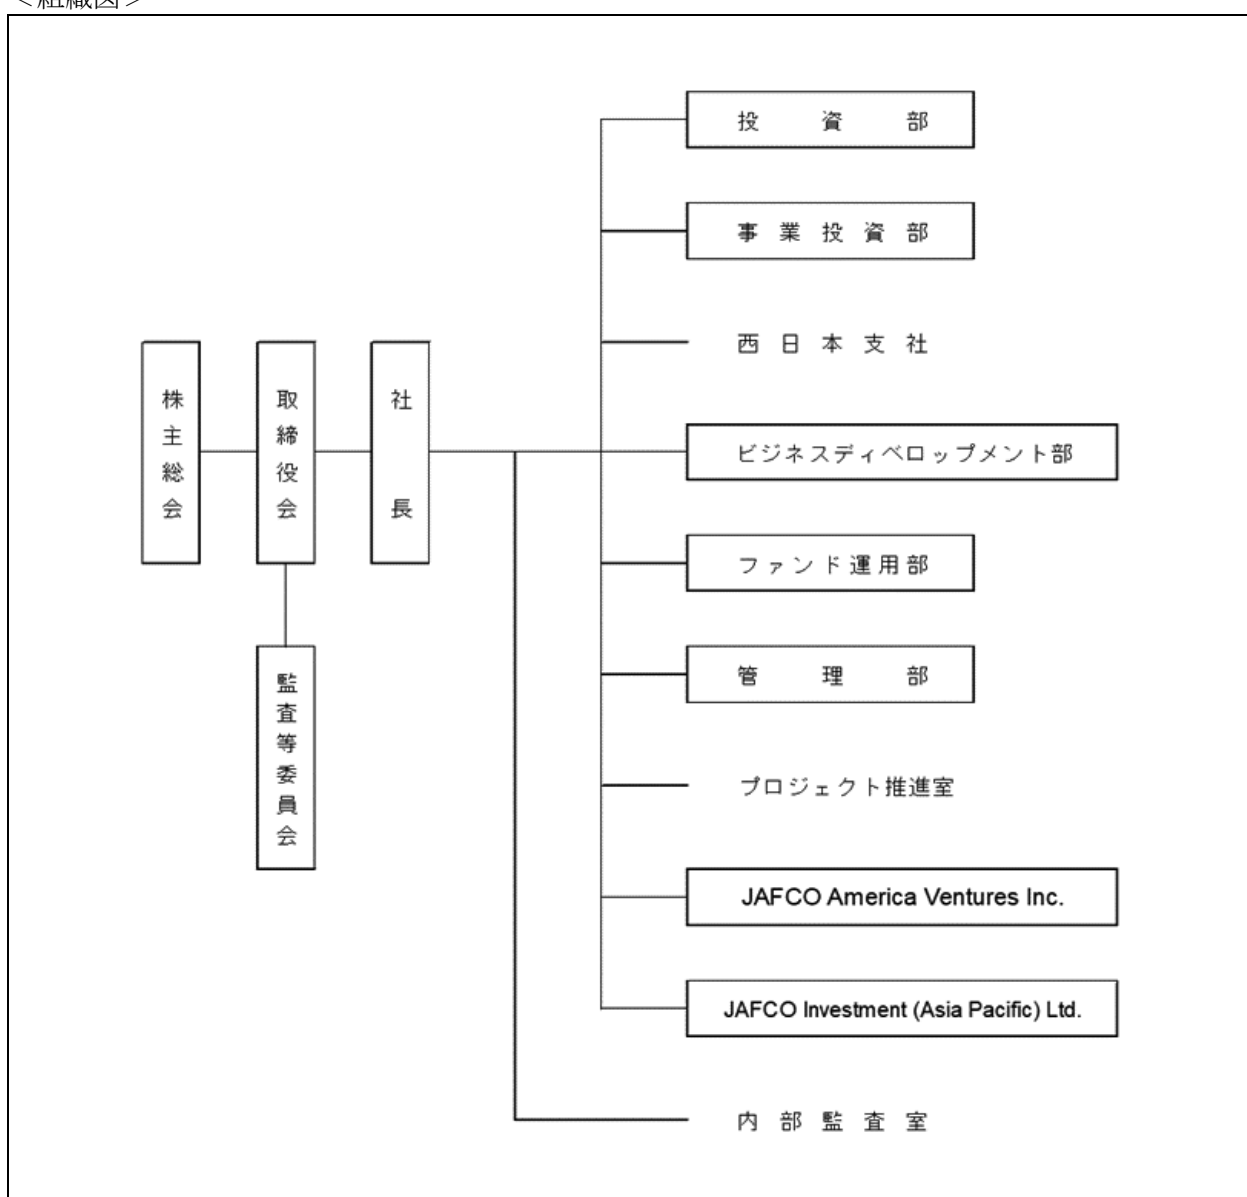 ＜組織図＞
株主総会
取締役会
社長
監査等委員会
投資部
事業投資部
西日本支社
ビジネスディベロップメント部
ファンド運用部
管理部
プロジェクト推進室
JAFCO America Ventures Inc.
JAFCO Investment (Asia Pacific) Ltd.
内部監査室